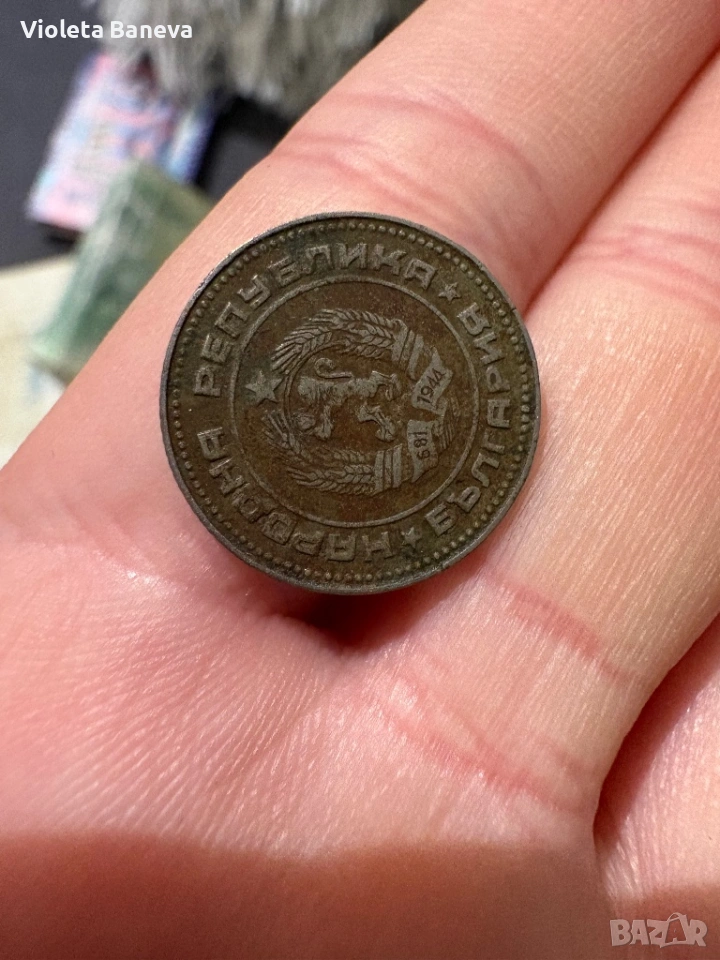 Violeta Baneva
НАРОДНА РЕПУБЛИКА
БЪЛГАРИЯ
681 1944
BAZAR